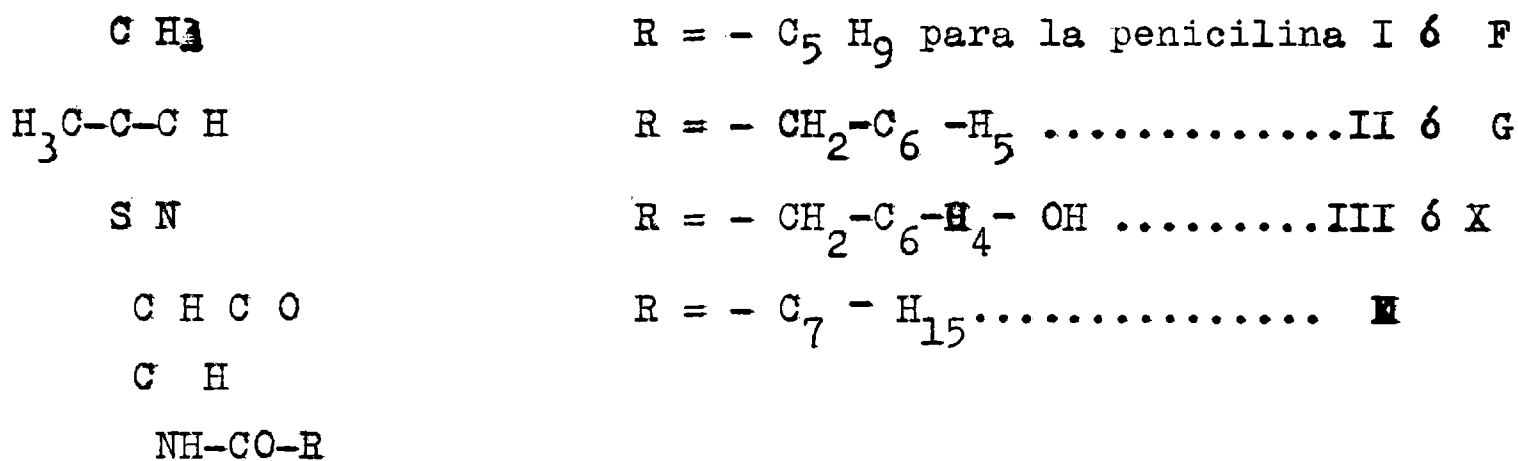 C H3 R = - C5 H9 para la penicilina I ó F
H3C-C-C H R = - CH2-C6 -H5 .............II ó G
S N R = - CH2-C6-H4- OH .........III ó X
C H C O R = - C7 - H15...............
C H
NH-CO-R